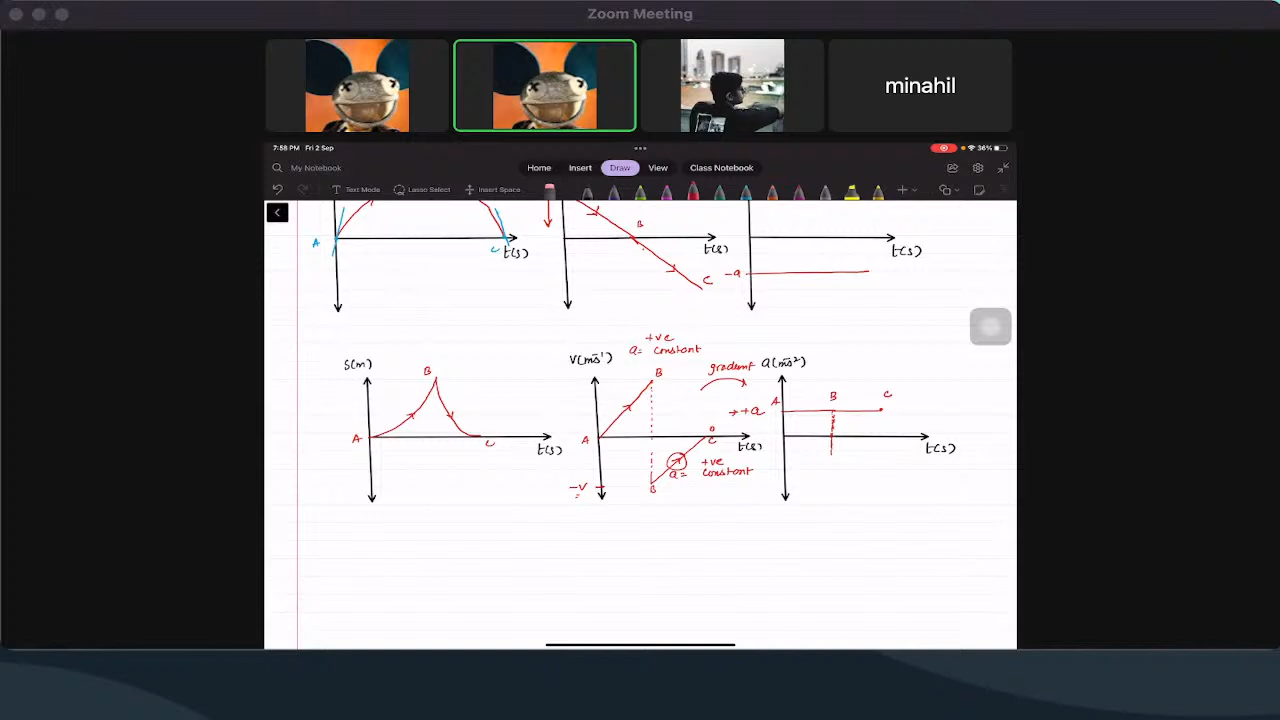 Zoom Meeting
minahil
7:58 PM Fri 2 Sep
36%
My Notebook
Home Insert Draw View Class Notebook
Text Mode Lasso Select Insert Space
A
C
t(s)
B
C
t(s)
-a
t(s)
S(m)
B
A
C
t(s)
V(ms⁻¹)
+ve
a= constant
B
A
B
-V
C
t(s)
+ve
a= constant
gradient
a(ms⁻²)
→ +a
A
B
C
t(s)